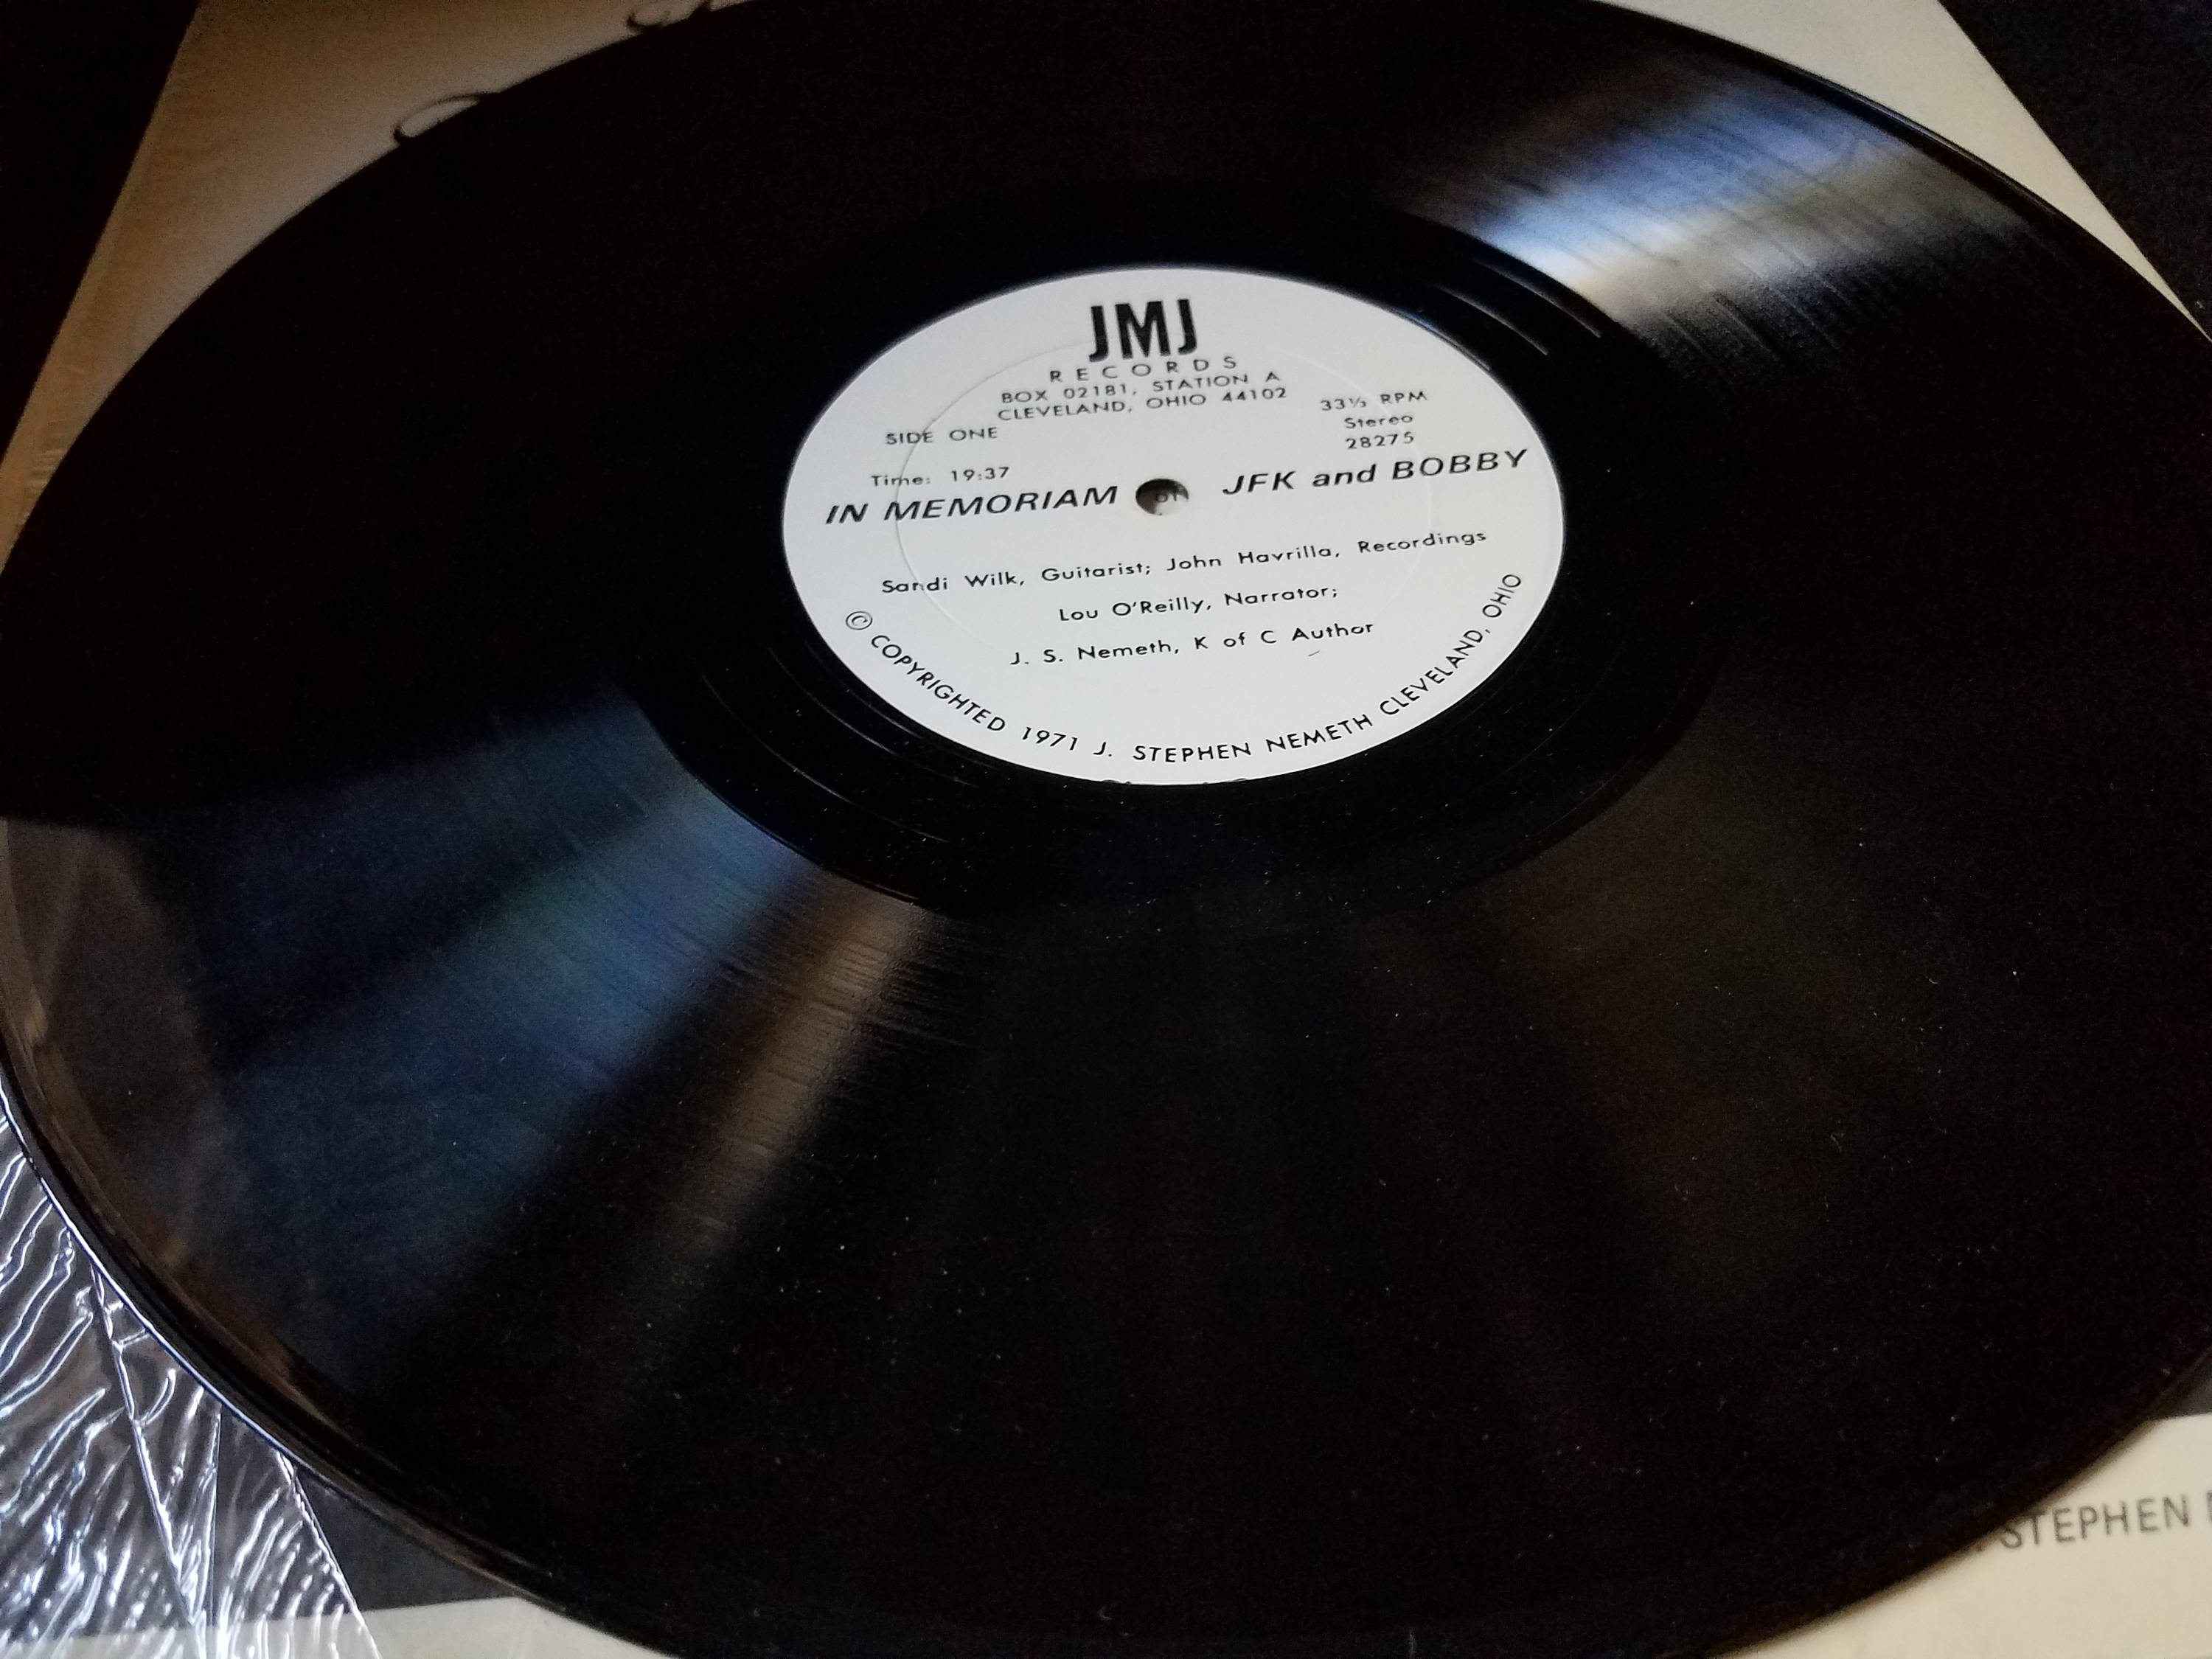 JMJ
RECORDS
BOX 02181, STATION A
CLEVELAND, OHIO 44102
SIDE ONE
33⅓ RPM
Stereo
28275
Time: 19:37
IN MEMORIAM of JFK and BOBBY
Sandi Wilk, Guitarist; John Havrilla, Recordings
Lou O'Reilly, Narrator;
J. S. Nemeth, K of C Author
© COPYRIGHTED 1971 J. STEPHEN NEMETH CLEVELAND, OHIO
STEPHEN